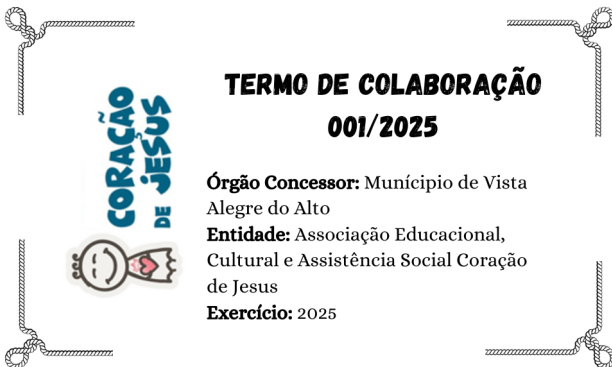 CORAÇÃO
DE JESUS
TERMO DE COLABORAÇÃO
001/2025
Órgão Concessor: Munícipio de Vista
Alegre do Alto
Entidade: Associação Educacional,
Cultural e Assistência Social Coração
de Jesus
Exercício: 2025